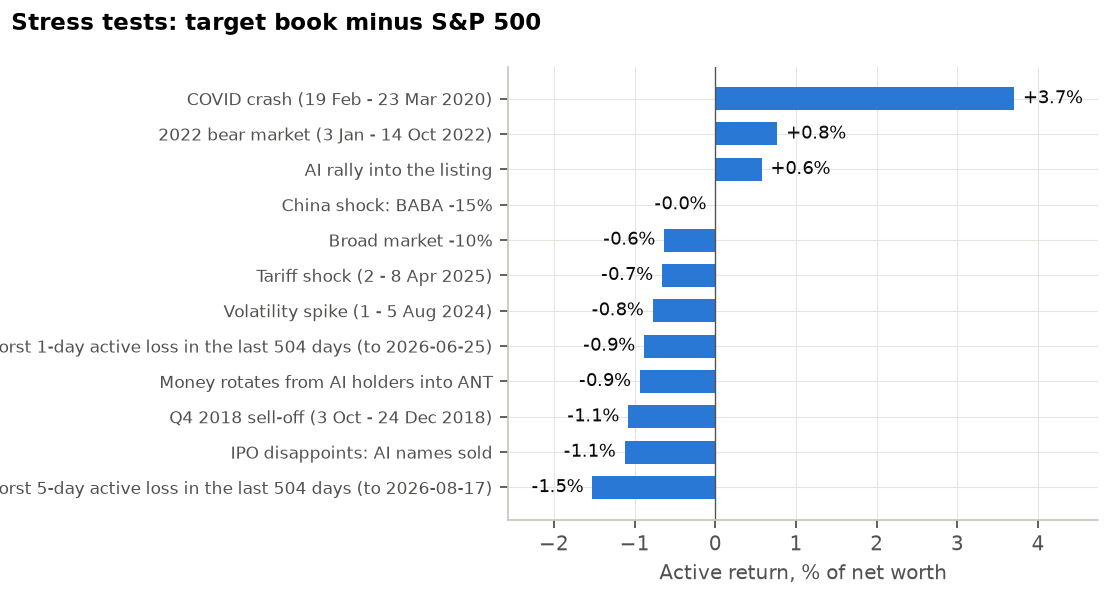 Stress tests: target book minus S&P 500
COVID crash (19 Feb - 23 Mar 2020)
+3.7%
2022 bear market (3 Jan - 14 Oct 2022)
+0.8%
AI rally into the listing
+0.6%
China shock: BABA -15%
-0.0%
Broad market -10%
-0.6%
Tariff shock (2 - 8 Apr 2025)
-0.7%
Volatility spike (1 - 5 Aug 2024)
-0.8%
orst 1-day active loss in the last 504 days (to 2026-06-25)
-0.9%
Money rotates from AI holders into ANT
-0.9%
Q4 2018 sell-off (3 Oct - 24 Dec 2018)
-1.1%
IPO disappoints: AI names sold
-1.1%
orst 5-day active loss in the last 504 days (to 2026-08-17)
-1.5%
−2 −1 0 1 2 3 4
Active return, % of net worth